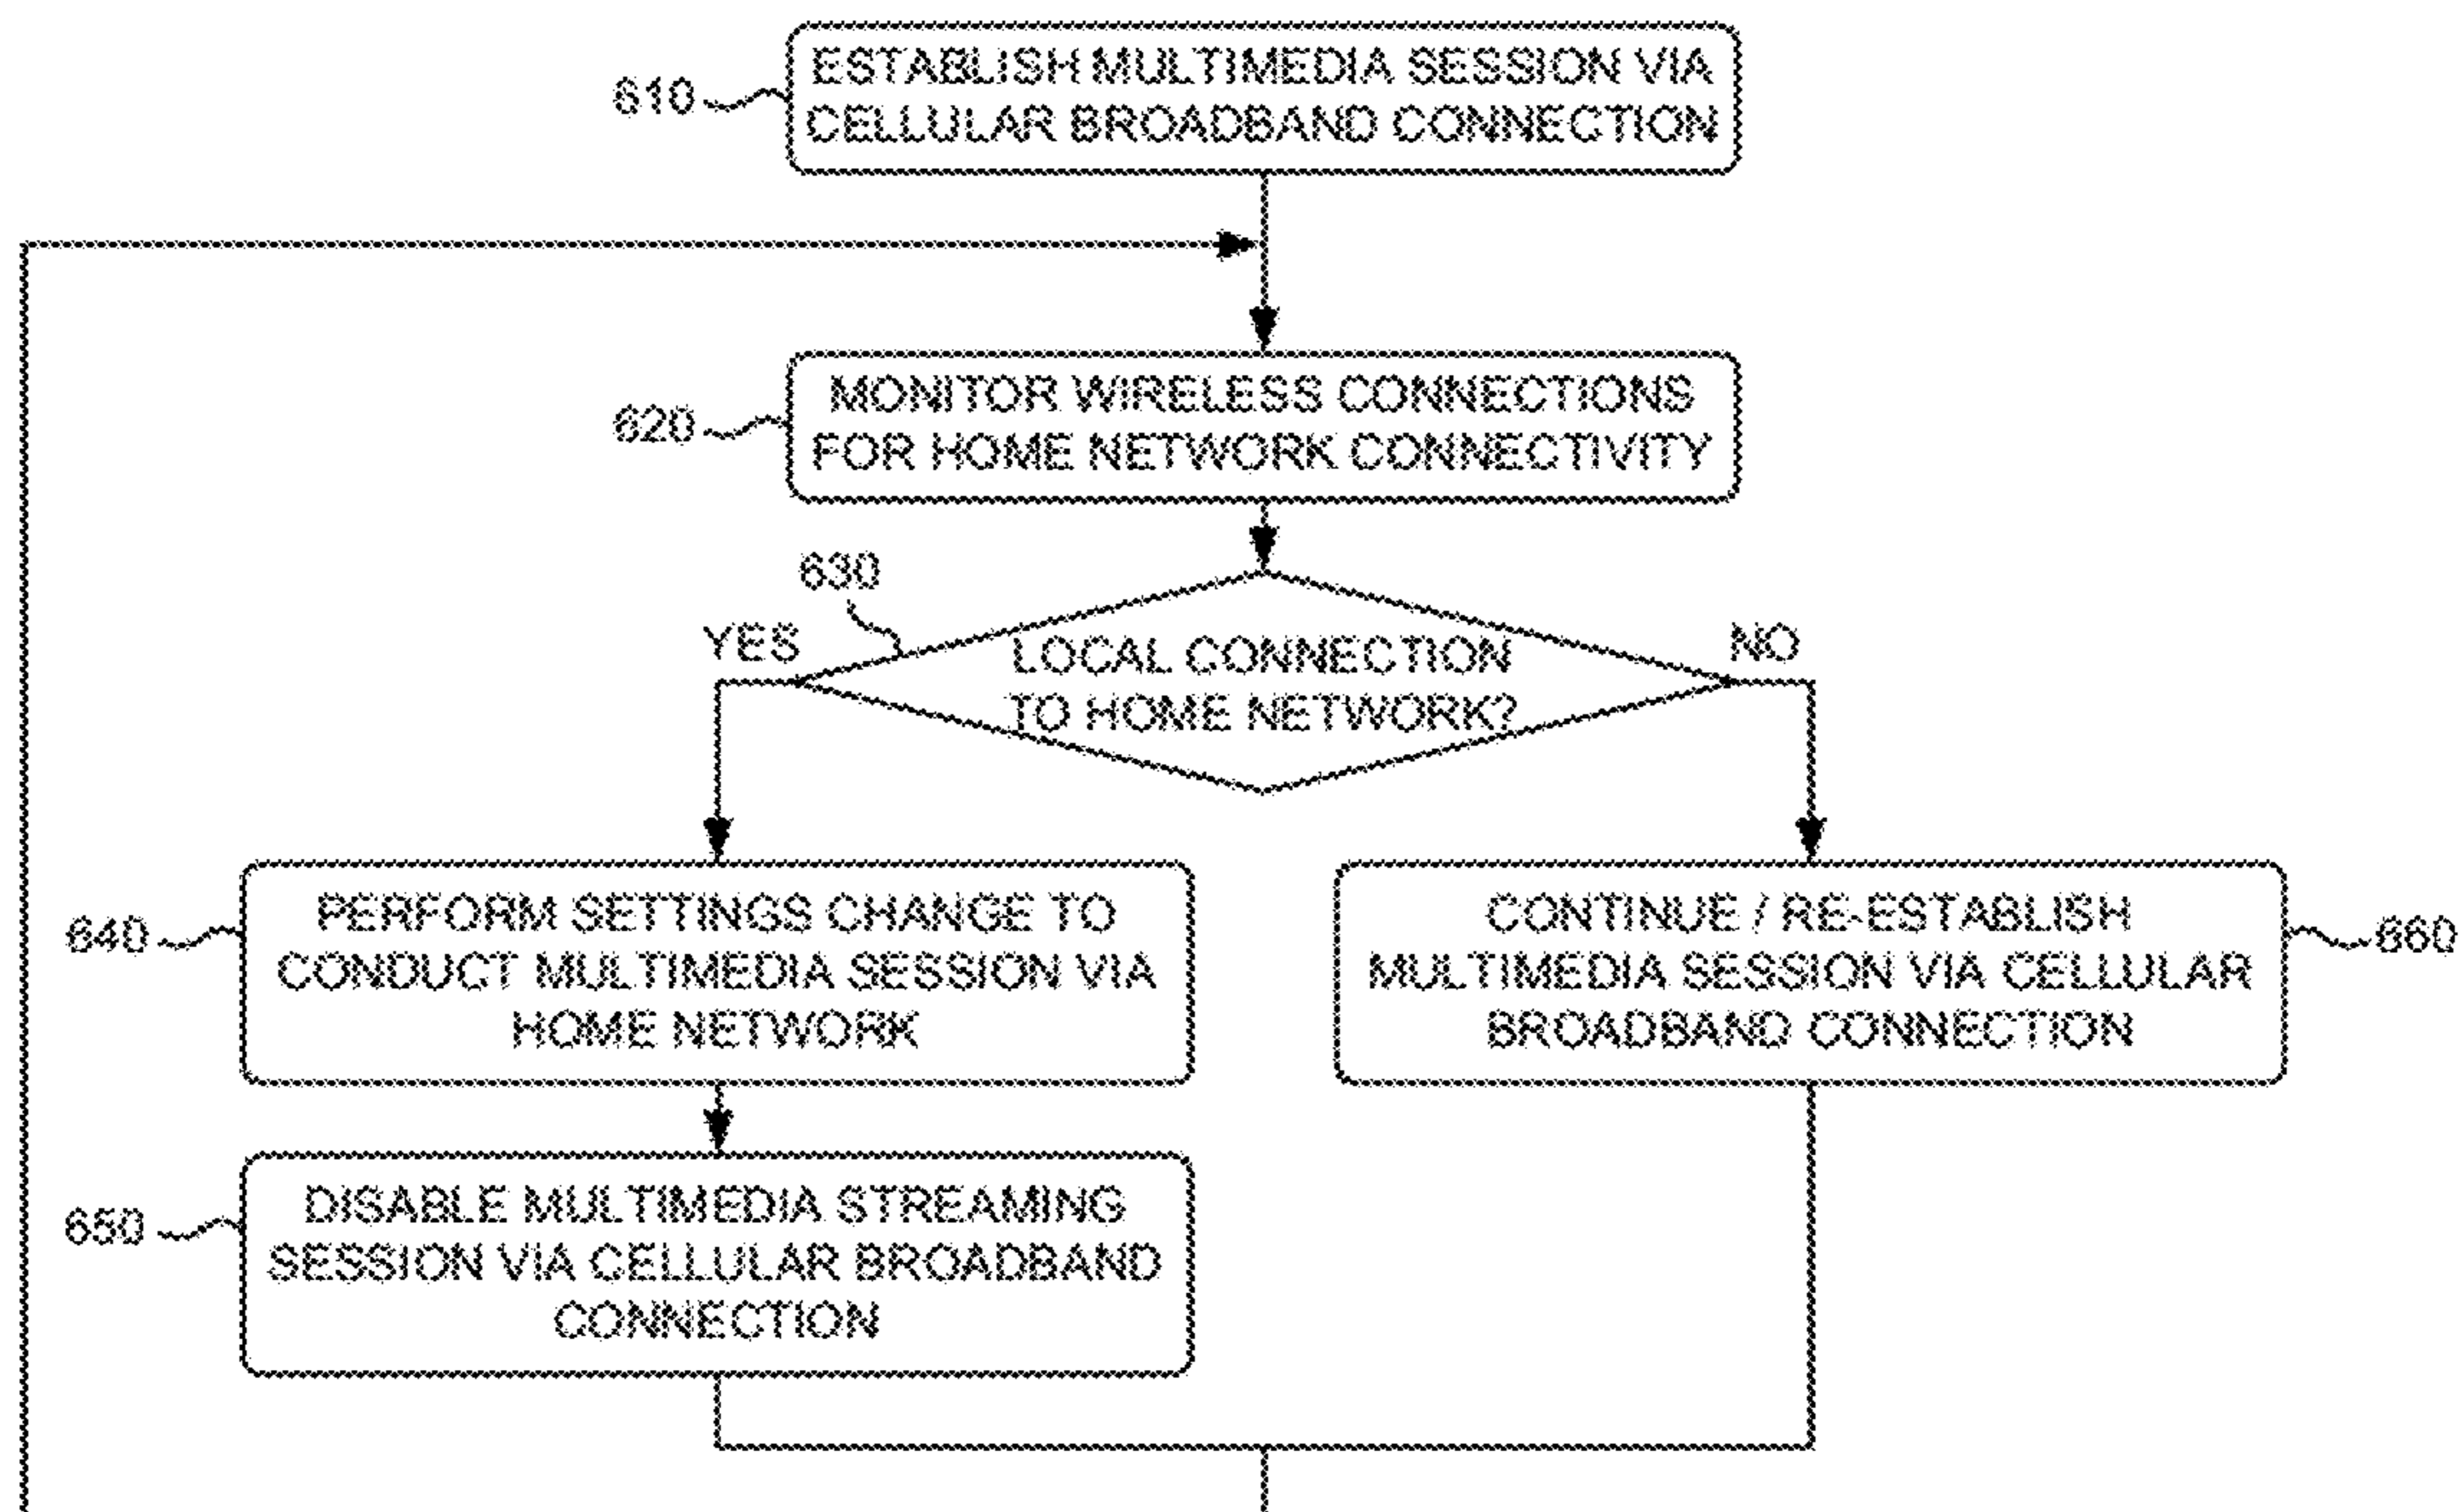 610
ESTABLISH MULTIMEDIA SESSION VIA
CELLULAR BROADBAND CONNECTION
620
MONITOR WIRELESS CONNECTIONS
FOR HOME NETWORK CONNECTIVITY
630
YES
LOCAL CONNECTION
TO HOME NETWORK?
NO
640
PERFORM SETTINGS CHANGE TO
CONDUCT MULTIMEDIA SESSION VIA
HOME NETWORK
CONTINUE / RE-ESTABLISH
MULTIMEDIA SESSION VIA CELLULAR
BROADBAND CONNECTION
660
650
DISABLE MULTIMEDIA STREAMING
SESSION VIA CELLULAR BROADBAND
CONNECTION